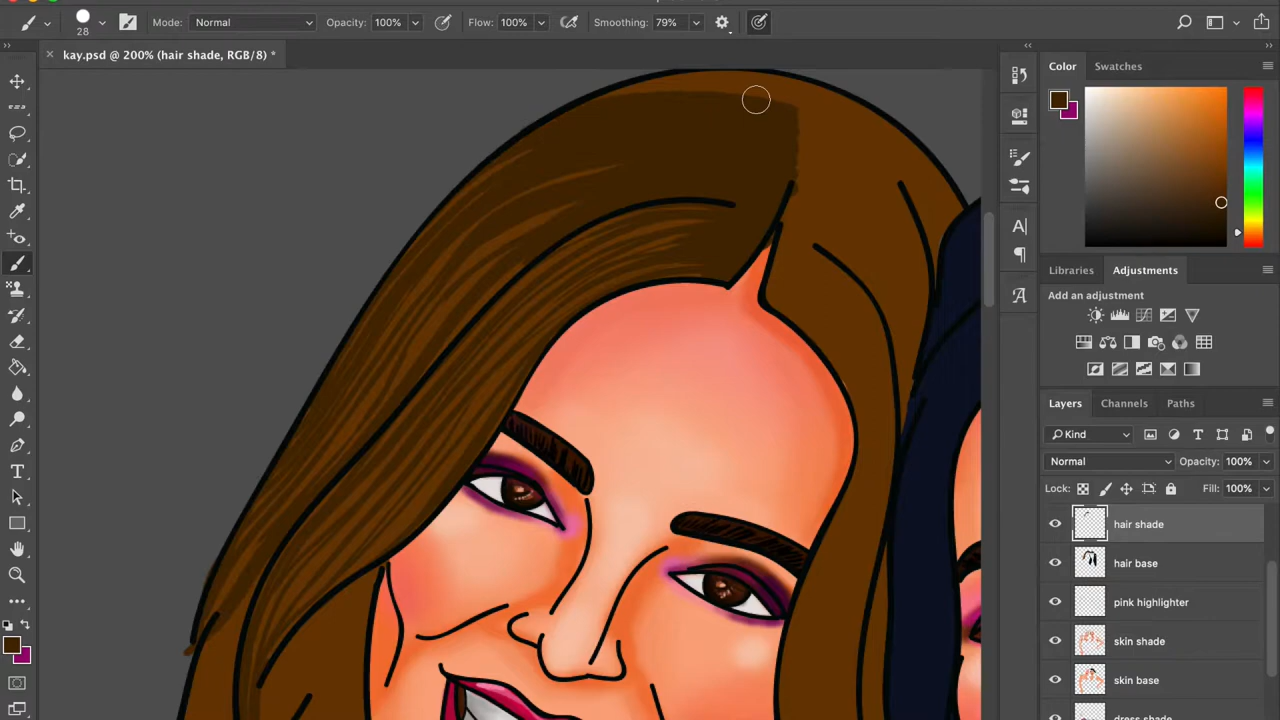 28
Mode: Normal
Opacity: 100%
Flow: 100%
Smoothing: 79%
kay.psd @ 200% (hair shade, RGB/8) *
Color
Swatches
Libraries
Adjustments
Add an adjustment
Layers
Channels
Paths
Kind
Normal
Opacity: 100%
Lock:
Fill: 100%
hair shade
hair base
pink highlighter
skin shade
skin base
dress shade